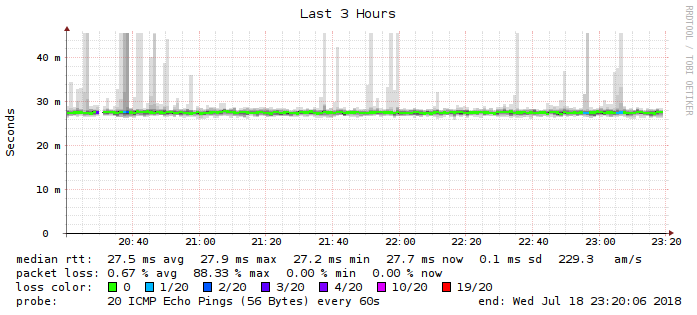 Last 3 Hours
RRDTOOL / TOBI OETIKER
Seconds
40 m
30 m
20 m
10 m
0
20:40 21:00 21:20 21:40 22:00 22:20 22:40 23:00 23:20
median rtt: 27.5 ms avg 27.9 ms max 27.2 ms min 27.7 ms now 0.1 ms sd 229.3 am/s
packet loss: 0.67 % avg 88.33 % max 0.00 % min 0.00 % now
loss color: 0 1/20 2/20 3/20 4/20 10/20 19/20
probe: 20 ICMP Echo Pings (56 Bytes) every 60s end: Wed Jul 18 23:20:06 2018